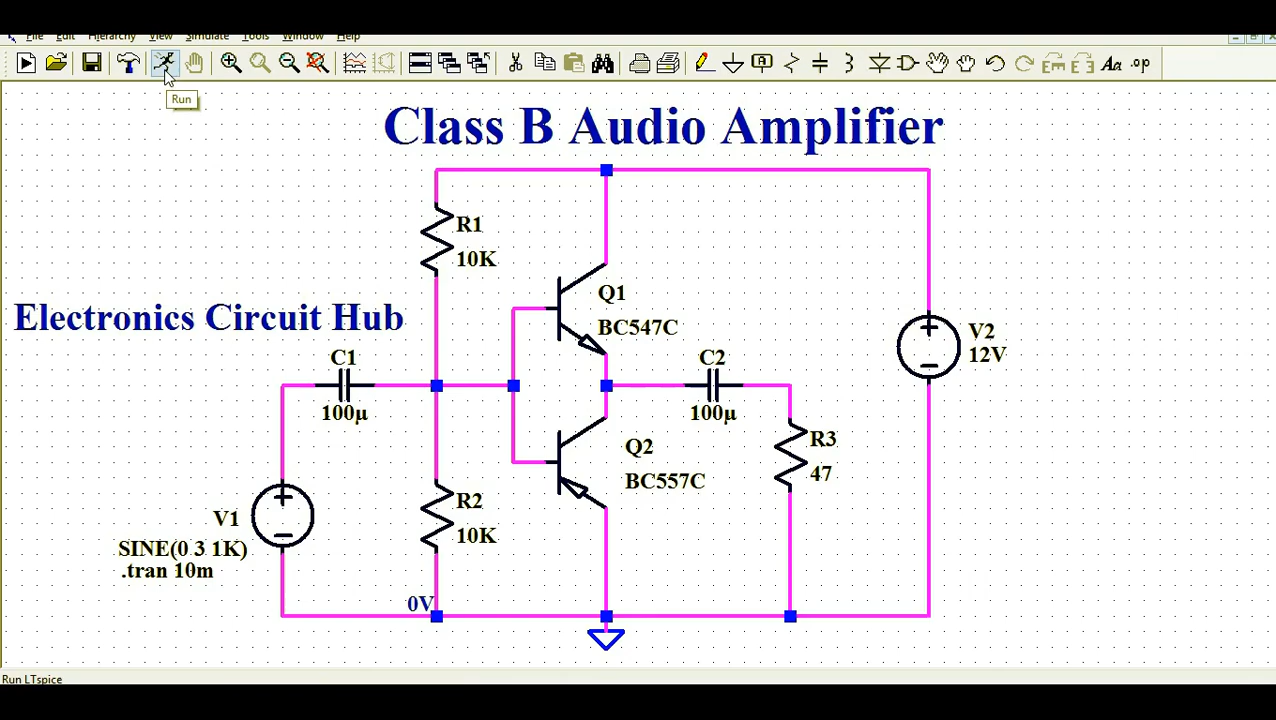 File Edit Hierarchy View Simulate Tools Window Help
A Aa .op
Run
Class B Audio Amplifier
R1
10K
Q1
BC547C
Electronics Circuit Hub
V2
12V
C1
100µ
C2
100µ
Q2
BC557C
R3
47
V1
SINE(0 3 1K)
.tran 10m
R2
10K
0V
Run LTspice